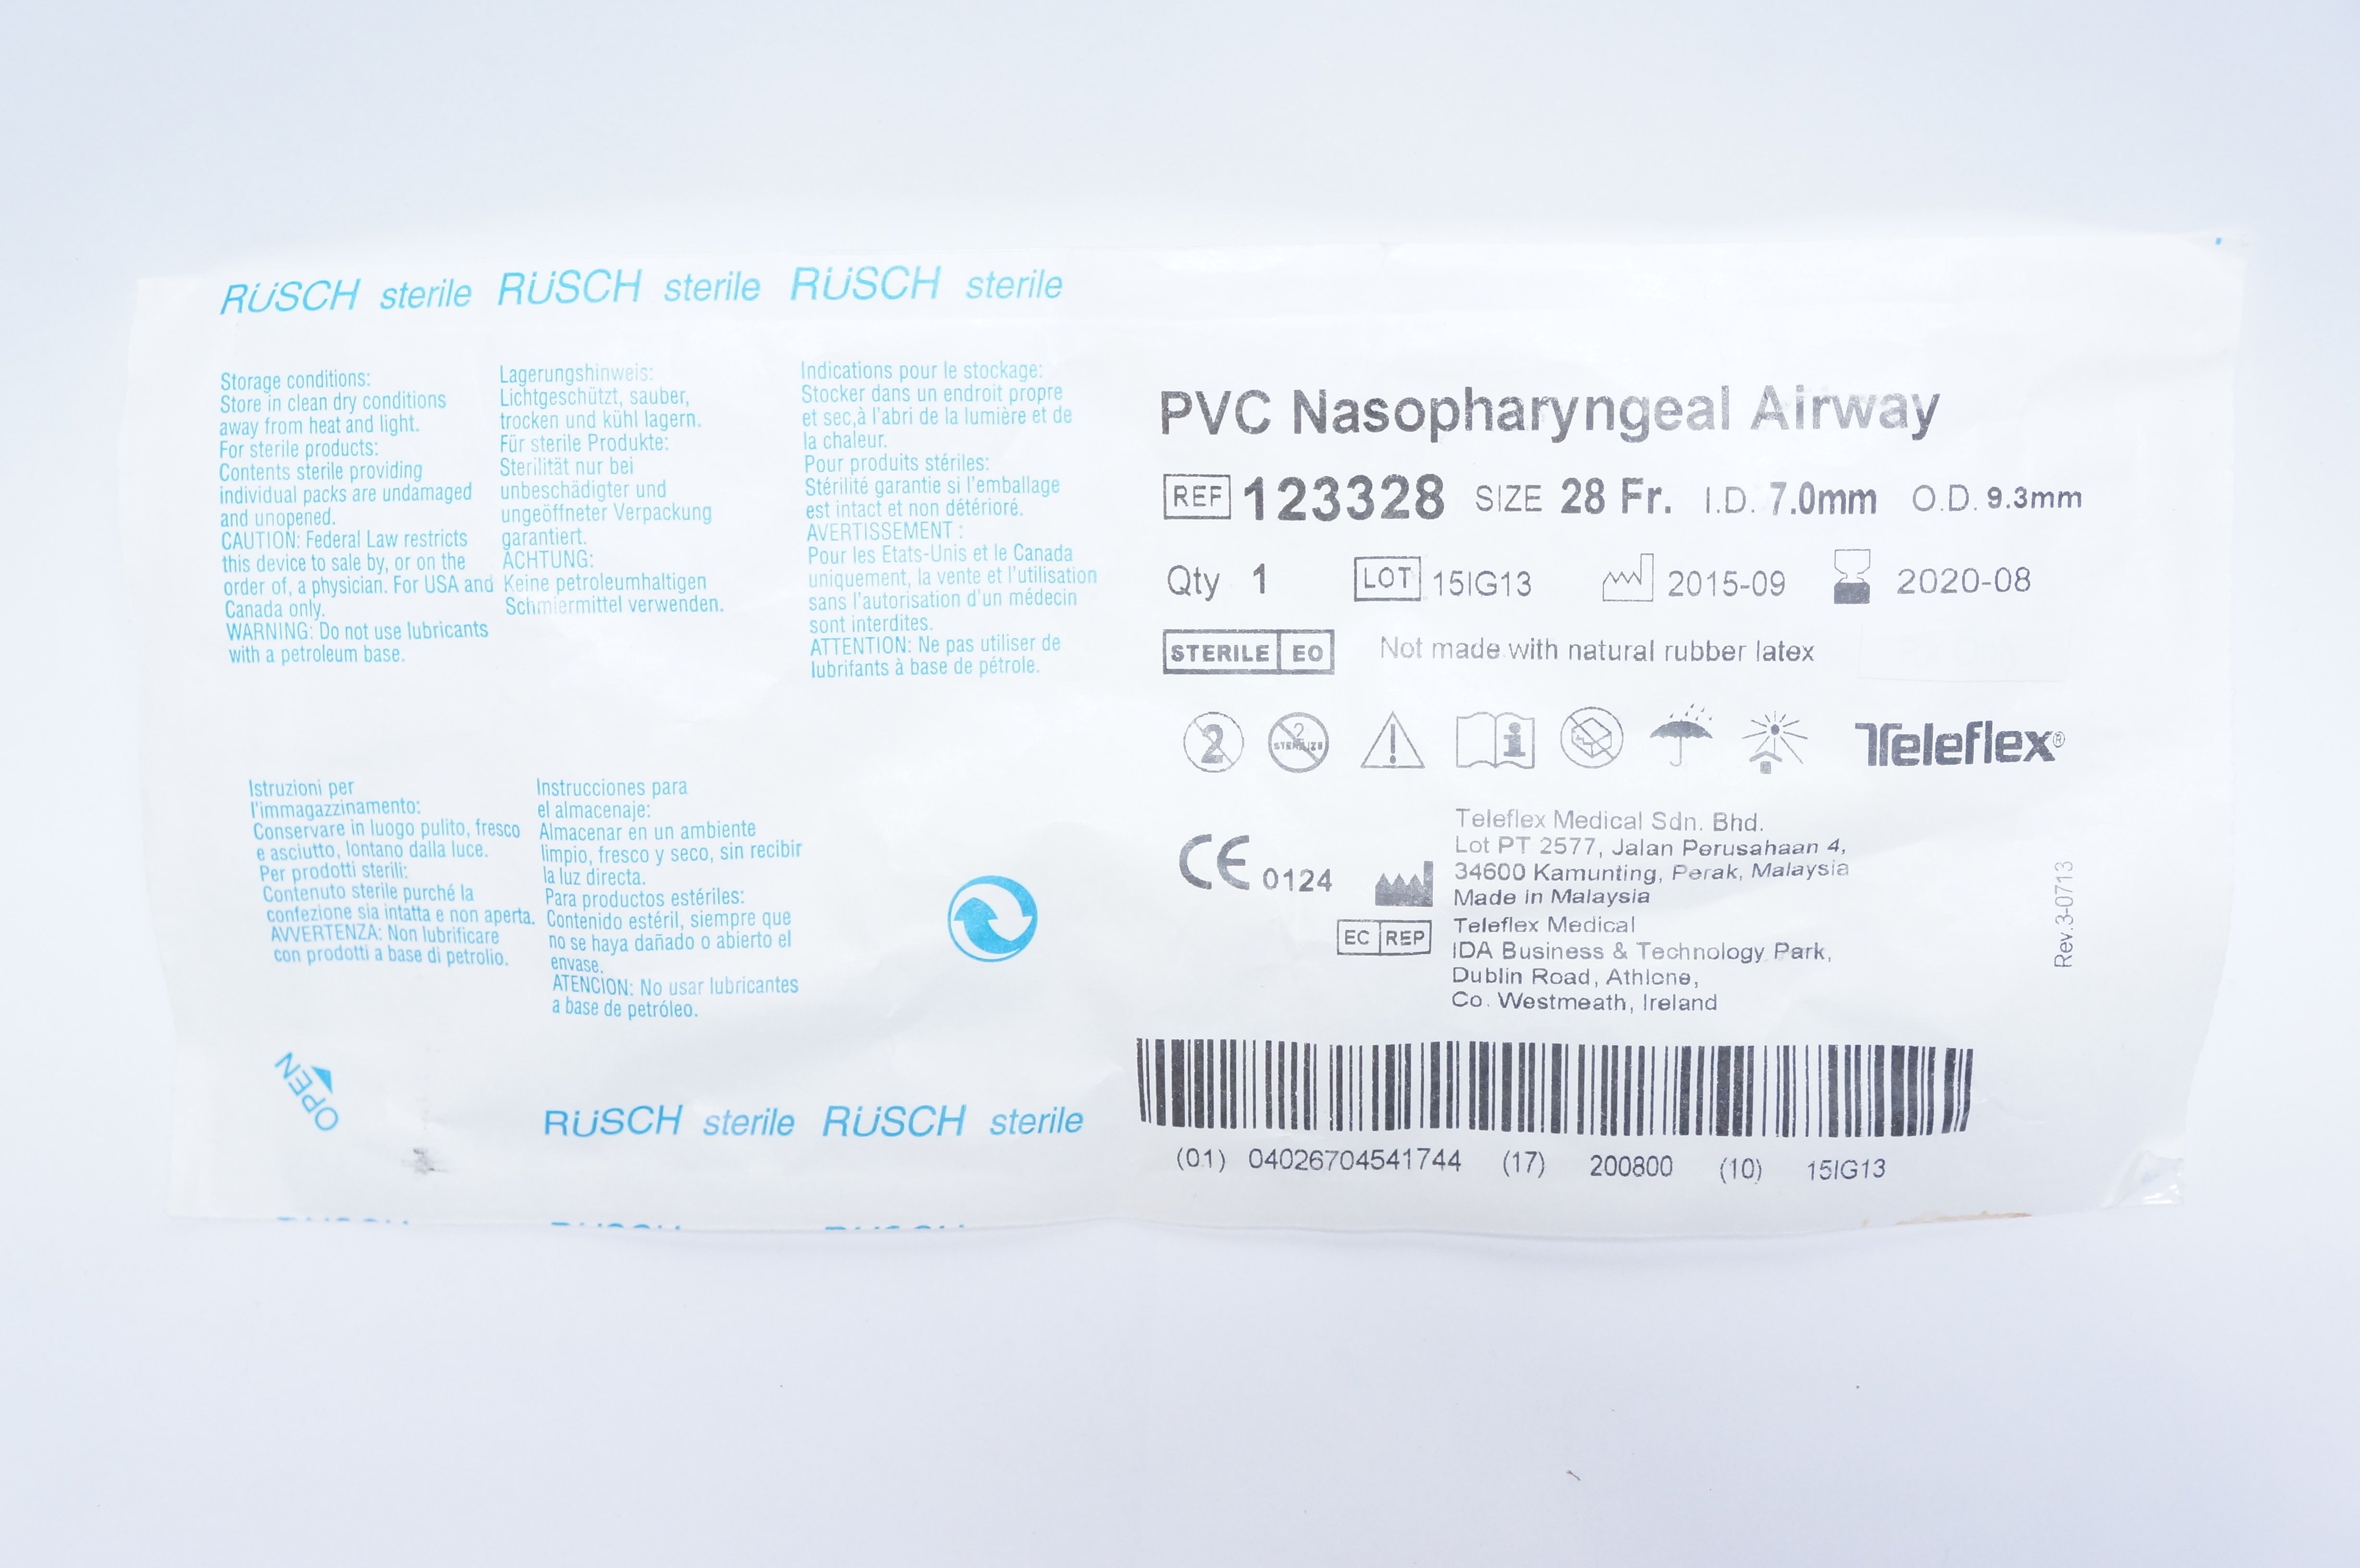 RÜSCH sterile RÜSCH sterile RÜSCH sterile
Storage conditions:
Store in clean dry conditions
away from heat and light.
For sterile products:
Contents sterile providing
individual packs are undamaged
and unopened.
CAUTION: Federal Law restricts
this device to sale by, or on the
order of, a physician. For USA and
Canada only.
WARNING: Do not use lubricants
with a petroleum base.
Lagerungshinweis:
Lichtgeschützt, sauber,
trocken und kühl lagern.
Für sterile Produkte:
Sterilität nur bei
unbeschädigter und
ungeöffneter Verpackung
garantiert.
ACHTUNG:
Keine petroleumhaltigen
Schmiermittel verwenden.
Indications pour le stockage:
Stocker dans un endroit propre
et sec,à l'abri de la lumière et de
la chaleur.
Pour produits stériles:
Stérilité garantie si l'emballage
est intact et non détérioré.
AVERTISSEMENT :
Pour les Etats-Unis et le Canada
uniquement, la vente et l'utilisation
sans l'autorisation d'un médecin
sont interdites.
ATTENTION: Ne pas utiliser de
lubrifants à base de pétrole.
Istruzioni per
l'immagazzinamento:
Conservare in luogo pulito, fresco
e asciutto, lontano dalla luce.
Per prodotti sterili:
Contenuto sterile purché la
confezione sia intatta e non aperta.
AVVERTENZA: Non lubrificare
con prodotti a base di petrolio.
Instrucciones para
el almacenaje:
Almacenar en un ambiente
limpio, fresco y seco, sin recibir
la luz directa.
Para productos estériles:
Contenido estéril, siempre que
no se haya dañado o abierto el
envase.
ATENCION: No usar lubricantes
a base de petróleo.
OPEN
RÜSCH sterile RÜSCH sterile
PVC Nasopharyngeal Airway
REF 123328 SIZE 28 Fr. I.D. 7.0mm O.D. 9.3mm
Qty 1 LOT 15IG13 2015-09 2020-08
STERILE EO Not made with natural rubber latex
2 2 STERILIZE i Teleflex®
CE 0124
Teleflex Medical Sdn. Bhd.
Lot PT 2577, Jalan Perusahaan 4,
34600 Kamunting, Perak, Malaysia
Made in Malaysia
EC REP
Teleflex Medical
IDA Business & Technology Park,
Dublin Road, Athlone,
Co. Westmeath, Ireland
Rev.3-0713
(01) 04026704541744 (17) 200800 (10) 15IG13